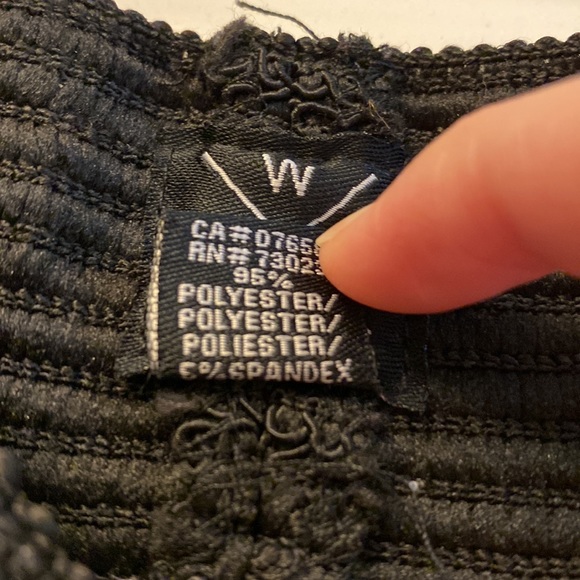 W
CA#0765
RN#7302
95%
POLYESTER/
POLYESTER/
POLIESTER/
5%SPANDEX